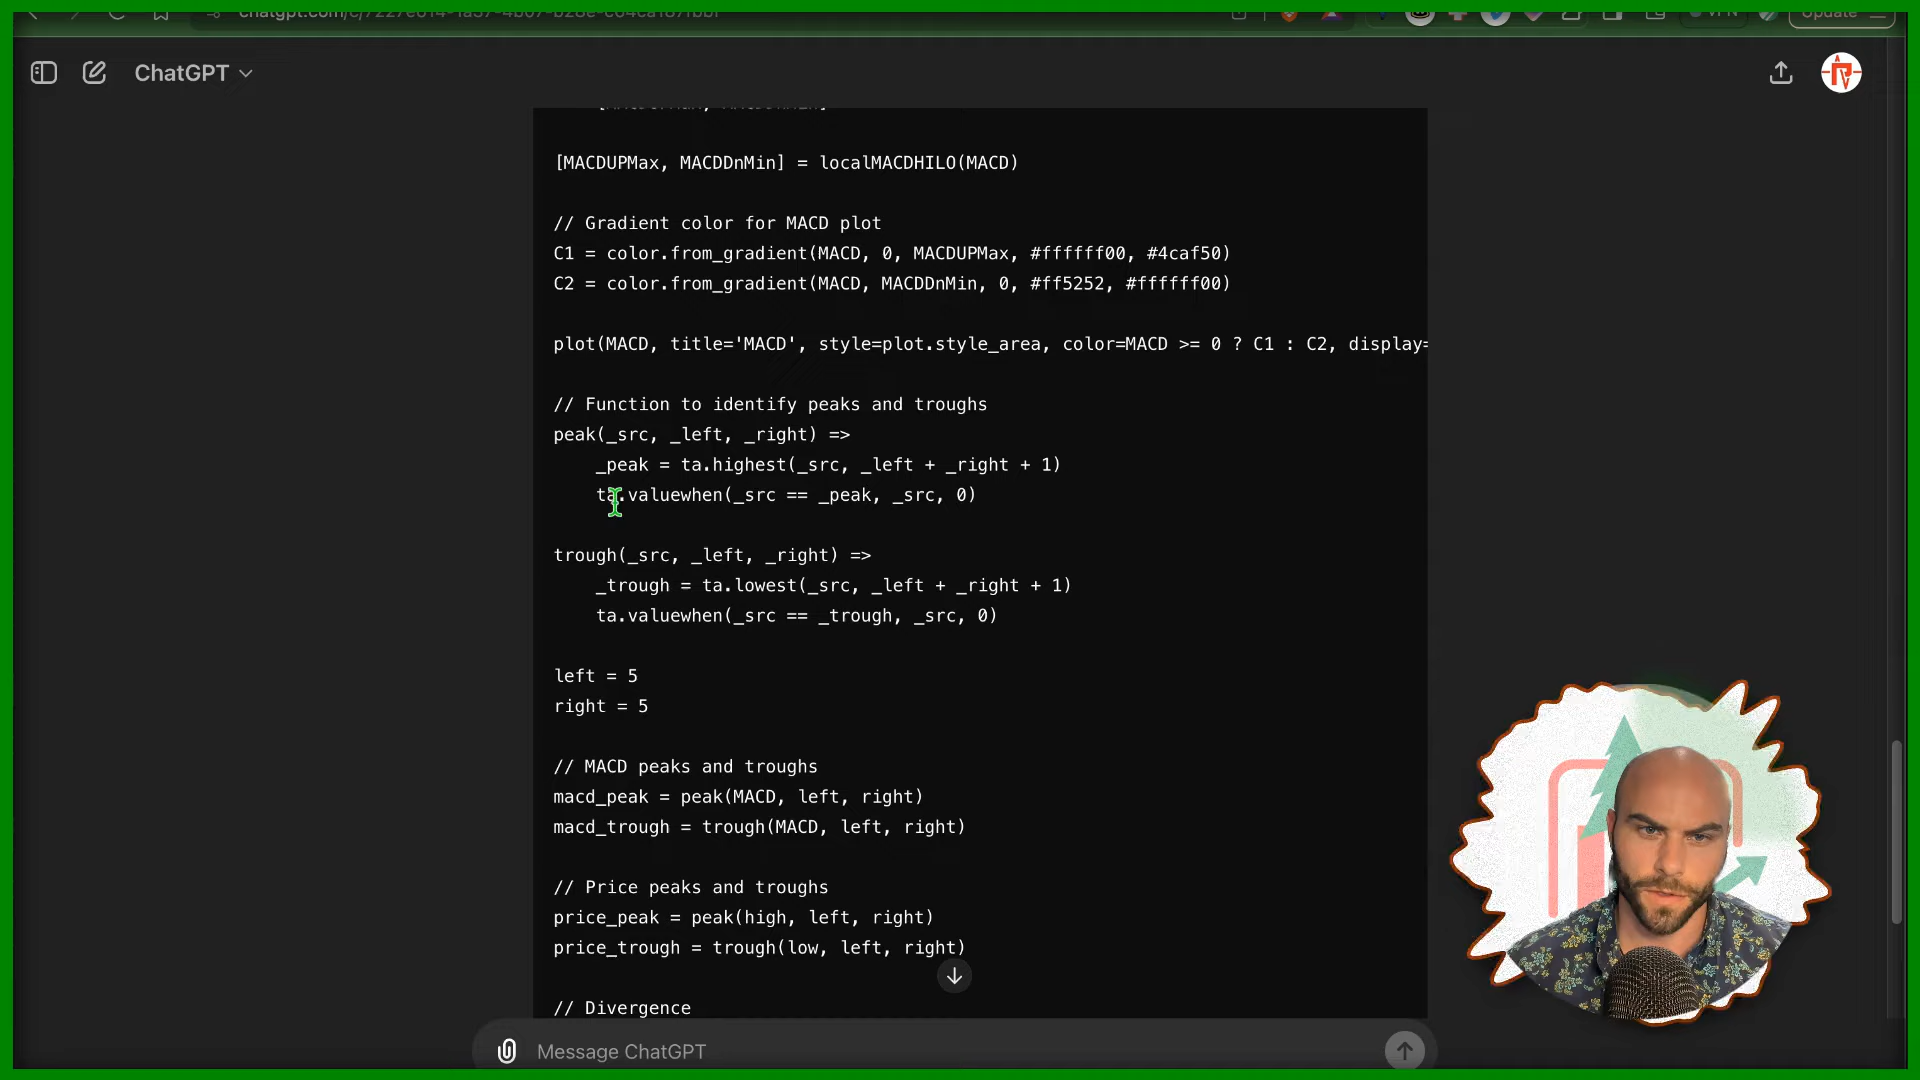 ChatGPT
[MACDUPMax, MACDDnMin] = localMACDHILO(MACD)
// Gradient color for MACD plot
C1 = color.from_gradient(MACD, 0, MACDUPMax, #ffffff00, #4caf50)
C2 = color.from_gradient(MACD, MACDDnMin, 0, #ff5252, #ffffff00)
plot(MACD, title='MACD', style=plot.style_area, color=MACD >= 0 ? C1 : C2, display=
// Function to identify peaks and troughs
peak(_src, _left, _right) =>
_peak = ta.highest(_src, _left + _right + 1)
ta.valuewhen(_src == _peak, _src, 0)
trough(_src, _left, _right) =>
_trough = ta.lowest(_src, _left + _right + 1)
ta.valuewhen(_src == _trough, _src, 0)
left = 5
right = 5
// MACD peaks and troughs
macd_peak = peak(MACD, left, right)
macd_trough = trough(MACD, left, right)
// Price peaks and troughs
price_peak = peak(high, left, right)
price_trough = trough(low, left, right)
// Divergence
Message ChatGPT